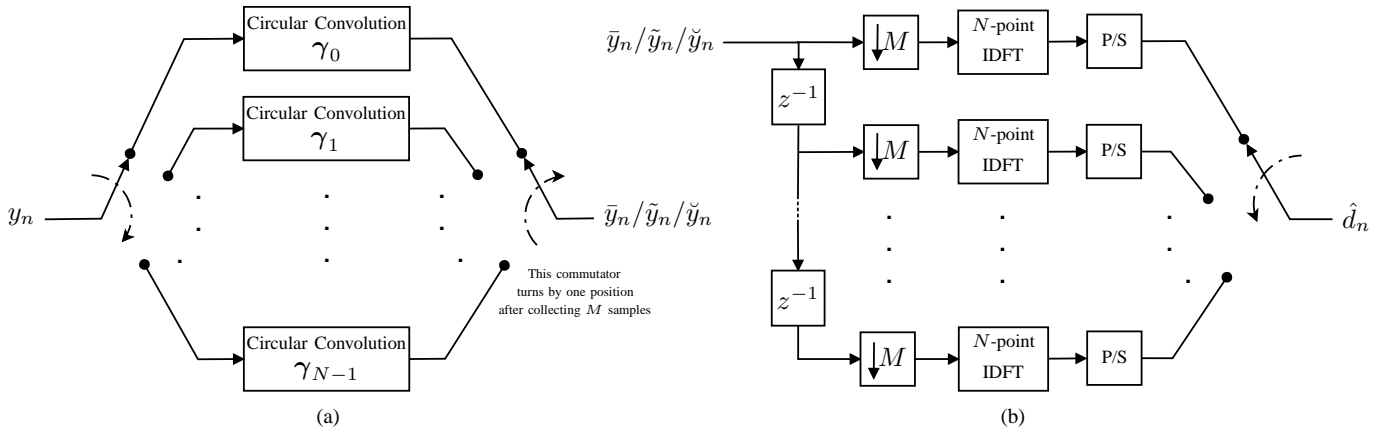 Circular Convolution
γ₀
Circular Convolution
γ₁
yₙ
. . .
. . .
. . .
ȳₙ/ỹₙ/y̆ₙ
This commutator
turns by one position
after collecting M samples
Circular Convolution
γ_{N−1}
(a)
ȳₙ/ỹₙ/y̆ₙ
↓M
N-point
IDFT
P/S
z⁻¹
↓M
N-point
IDFT
P/S
. . .
. . .
. . .
d̂ₙ
z⁻¹
↓M
N-point
IDFT
P/S
(b)